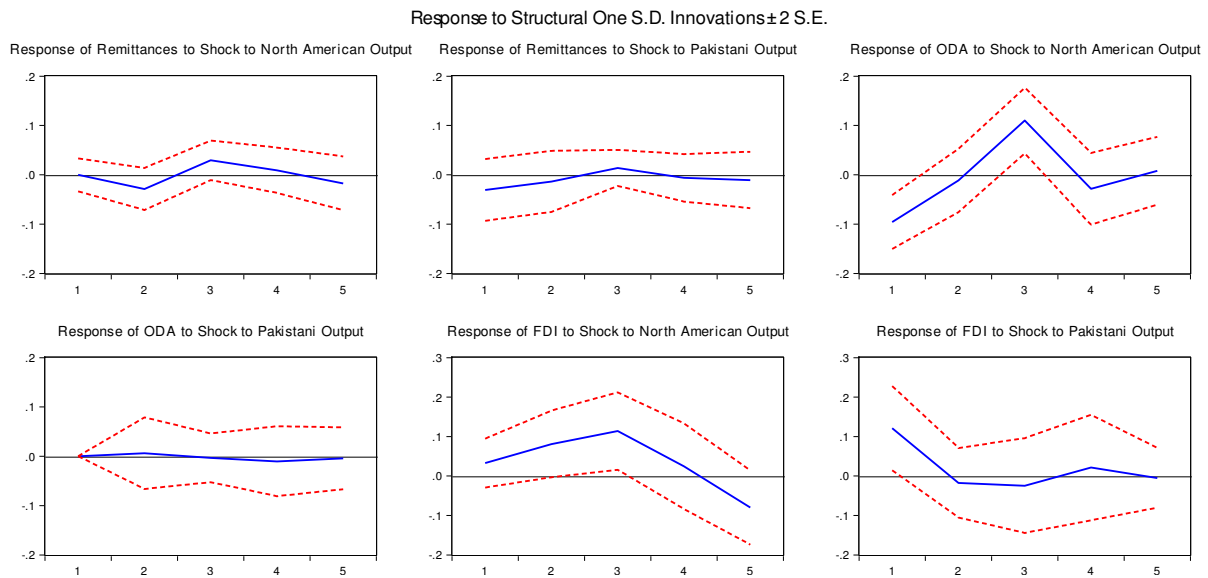 Response to Structural One S.D. Innovations ± 2 S.E.
Response of Remittances to Shock to North American Output
.2
.1
.0
-.1
-.2
1 2 3 4 5
Response of Remittances to Shock to Pakistani Output
.2
.1
.0
-.1
-.2
1 2 3 4 5
Response of ODA to Shock to North American Output
.2
.1
.0
-.1
-.2
1 2 3 4 5
Response of ODA to Shock to Pakistani Output
.2
.1
.0
-.1
-.2
1 2 3 4 5
Response of FDI to Shock to North American Output
.3
.2
.1
.0
-.1
-.2
1 2 3 4 5
Response of FDI to Shock to Pakistani Output
.3
.2
.1
.0
-.1
-.2
1 2 3 4 5